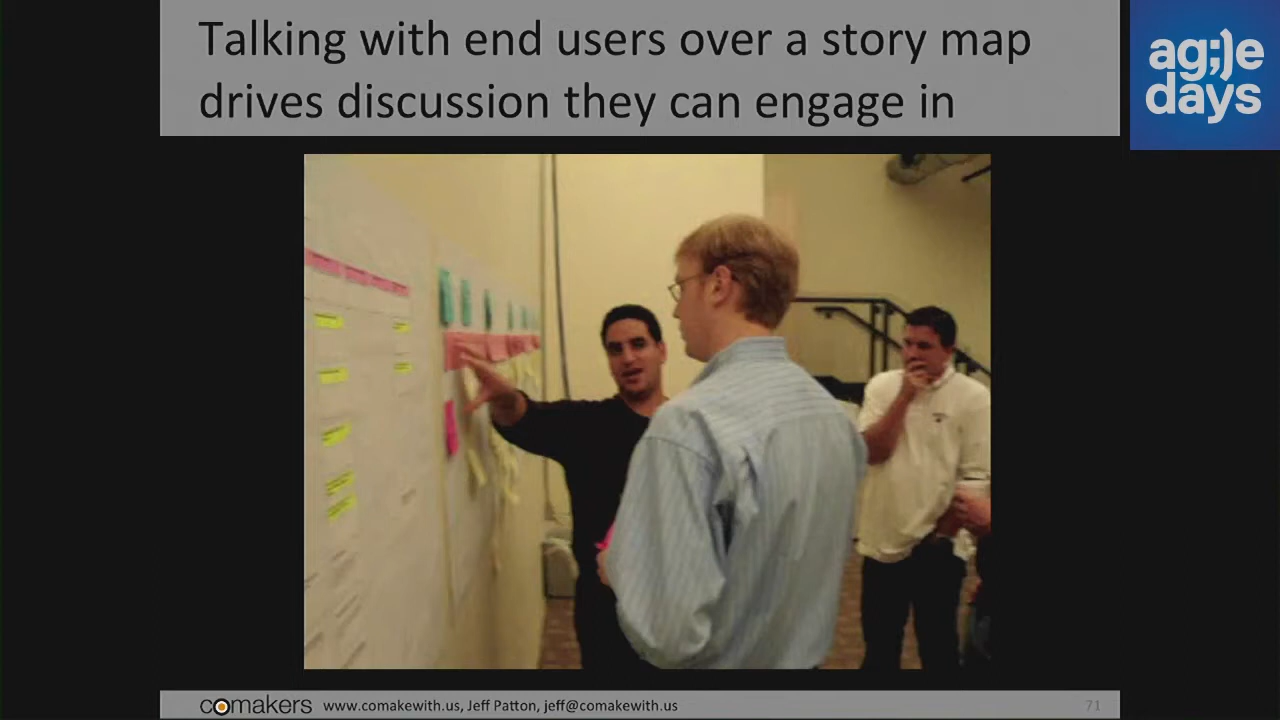 Talking with end users over a story map
drives discussion they can engage in
ag;)e
days
comakers www.comakewith.us, Jeff Patton, jeff@comakewith.us 71